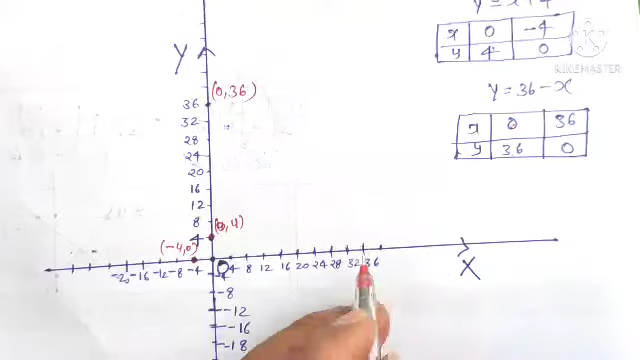 y = x + 4
x 0 -4
y 4 0
KINEMASTER
y = 36 - x
x 0 36
y 36 0
Y
(0,36)
36
32
28
24
20
16
12
8
4
(0,4)
(-4,0)
-20 -16 -12 -8 -4 0 4 8 12 16 20 24 28 32 36
X
-4
-8
-12
-16
-18